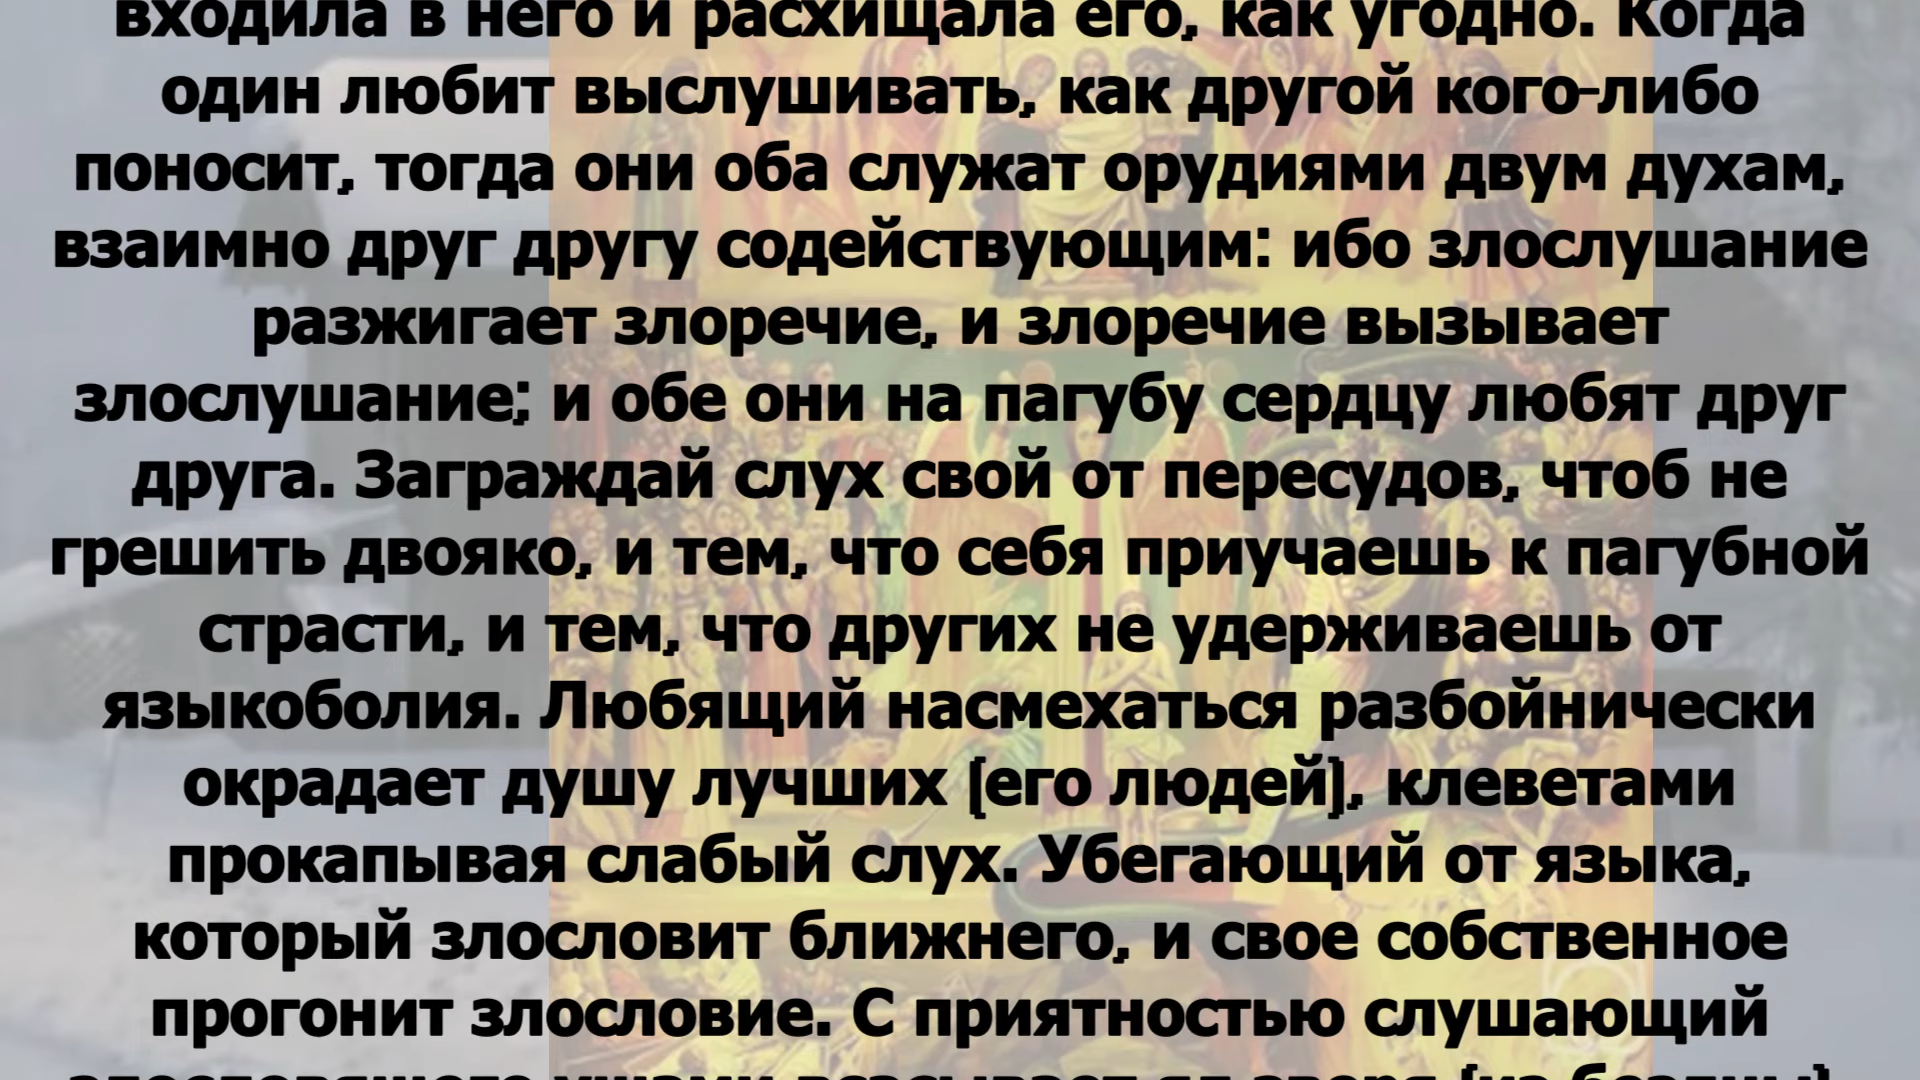 входила в него и расхищала его, как угодно. Когда
один любит выслушивать, как другой кого-либо
поносит, тогда они оба служат орудиями двум духам,
взаимно друг другу содействующим: ибо злослушание
разжигает злоречие, и злоречие вызывает
злослушание; и обе они на пагубу сердцу любят друг
друга. Заграждай слух свой от пересудов, чтоб не
грешить двояко, и тем, что себя приучаешь к пагубной
страсти, и тем, что других не удерживаешь от
языкоболия. Любящий насмехаться разбойнически
окрадает душу лучших (его людей), клеветами
прокапывая слабый слух. Убегающий от языка,
который злословит ближнего, и свое собственное
прогонит злословие. С приятностью слушающий